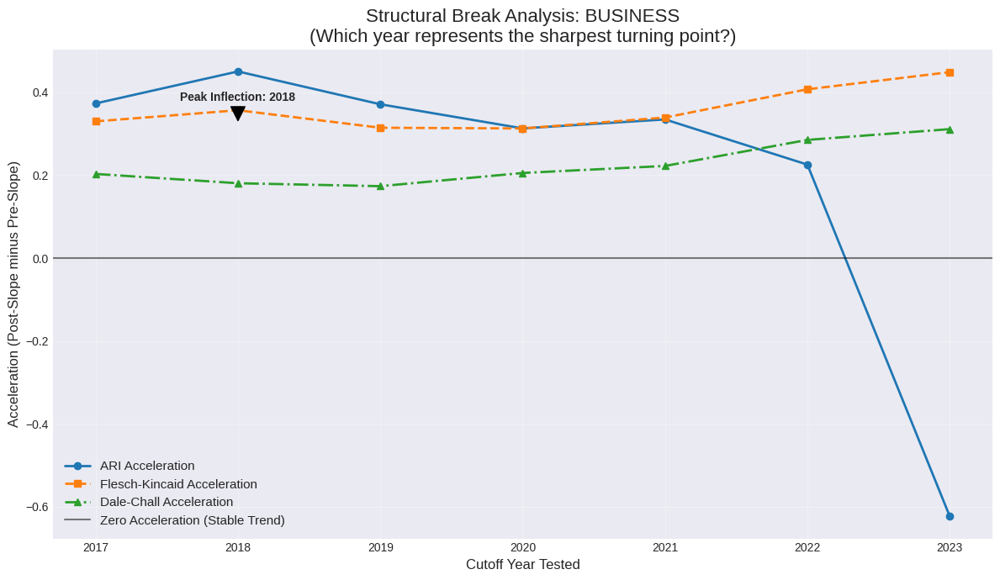 Structural Break Analysis: BUSINESS
(Which year represents the sharpest turning point?)
Acceleration (Post-Slope minus Pre-Slope)
0.4
0.2
0.0
−0.2
−0.4
−0.6
Peak Inflection: 2018
ARI Acceleration
Flesch-Kincaid Acceleration
Dale-Chall Acceleration
Zero Acceleration (Stable Trend)
2017 2018 2019 2020 2021 2022 2023
Cutoff Year Tested